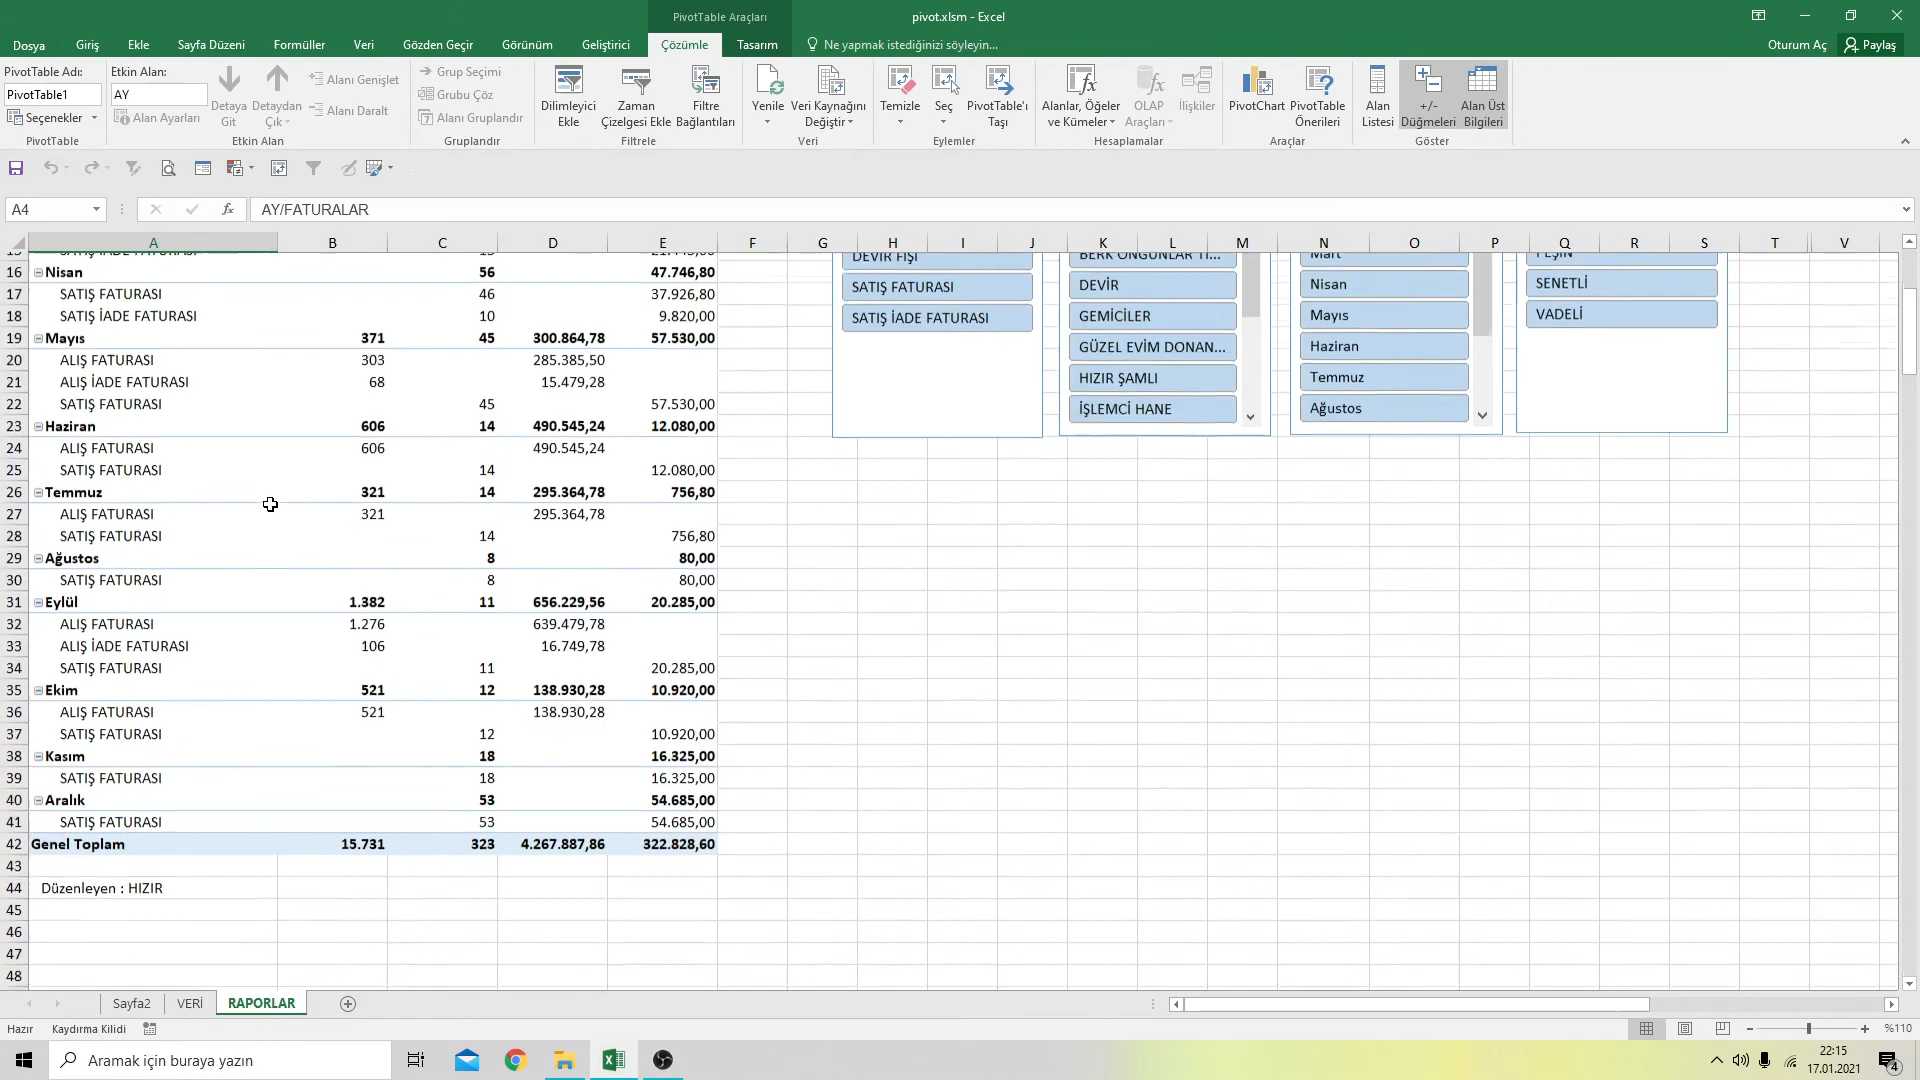 PivotTable Araçları
pivot.xlsm - Excel
Dosya Giriş Ekle Sayfa Düzeni Formüller Veri Gözden Geçir Görünüm Geliştirici Çözümle Tasarım Ne yapmak istediğinizi söyleyin... Oturum Aç Paylaş
PivotTable Adı:
PivotTable1
Seçenekler
PivotTable
Etkin Alan:
AY
Alan Ayarları
Detaya Git
Detaydan Çık
Alanı Genişlet
Alanı Daralt
Etkin Alan
Grup Seçimi
Grubu Çöz
Alanı Gruplandır
Gruplandır
Dilimleyici Ekle
Zaman Çizelgesi Ekle
Filtre Bağlantıları
Filtrele
Yenile
Veri Kaynağını Değiştir
Veri
Temizle
Seç
PivotTable'ı Taşı
Eylemler
Alanlar, Öğeler ve Kümeler
OLAP Araçları
İlişkiler
Hesaplamalar
PivotChart
PivotTable Önerileri
Araçlar
Alan Listesi
+/- Düğmeleri
Alan Üst Bilgileri
Göster
A4 fx AY/FATURALAR
A B C D E F G H I J K L M N O P Q R S T V
16 Nisan 56 47.746,80
17 SATIŞ FATURASI 46 37.926,80
18 SATIŞ İADE FATURASI 10 9.820,00
19 Mayıs 371 45 300.864,78 57.530,00
20 ALIŞ FATURASI 303 285.385,50
21 ALIŞ İADE FATURASI 68 15.479,28
22 SATIŞ FATURASI 45 57.530,00
23 Haziran 606 14 490.545,24 12.080,00
24 ALIŞ FATURASI 606 490.545,24
25 SATIŞ FATURASI 14 12.080,00
26 Temmuz 321 14 295.364,78 756,80
27 ALIŞ FATURASI 321 295.364,78
28 SATIŞ FATURASI 14 756,80
29 Ağustos 8 80,00
30 SATIŞ FATURASI 8 80,00
31 Eylül 1.382 11 656.229,56 20.285,00
32 ALIŞ FATURASI 1.276 639.479,78
33 ALIŞ İADE FATURASI 106 16.749,78
34 SATIŞ FATURASI 11 20.285,00
35 Ekim 521 12 138.930,28 10.920,00
36 ALIŞ FATURASI 521 138.930,28
37 SATIŞ FATURASI 12 10.920,00
38 Kasım 18 16.325,00
39 SATIŞ FATURASI 18 16.325,00
40 Aralık 53 54.685,00
41 SATIŞ FATURASI 53 54.685,00
42 Genel Toplam 15.731 323 4.267.887,86 322.828,60
43
44 Düzenleyen : HIZIR
45
46
47
48
DEVİR FİŞİ
SATIŞ FATURASI
SATIŞ İADE FATURASI
DEVİR
GEMİCİLER
GÜZEL EVİM DONAN...
HIZIR ŞAMLI
İŞLEMCİ HANE
Mart
Nisan
Mayıs
Haziran
Temmuz
Ağustos
PEŞİN
SENETLİ
VADELİ
Sayfa2 VERİ RAPORLAR
Hazır Kaydırma Kilidi %110
Aramak için buraya yazın
22:15
17.01.2021
4